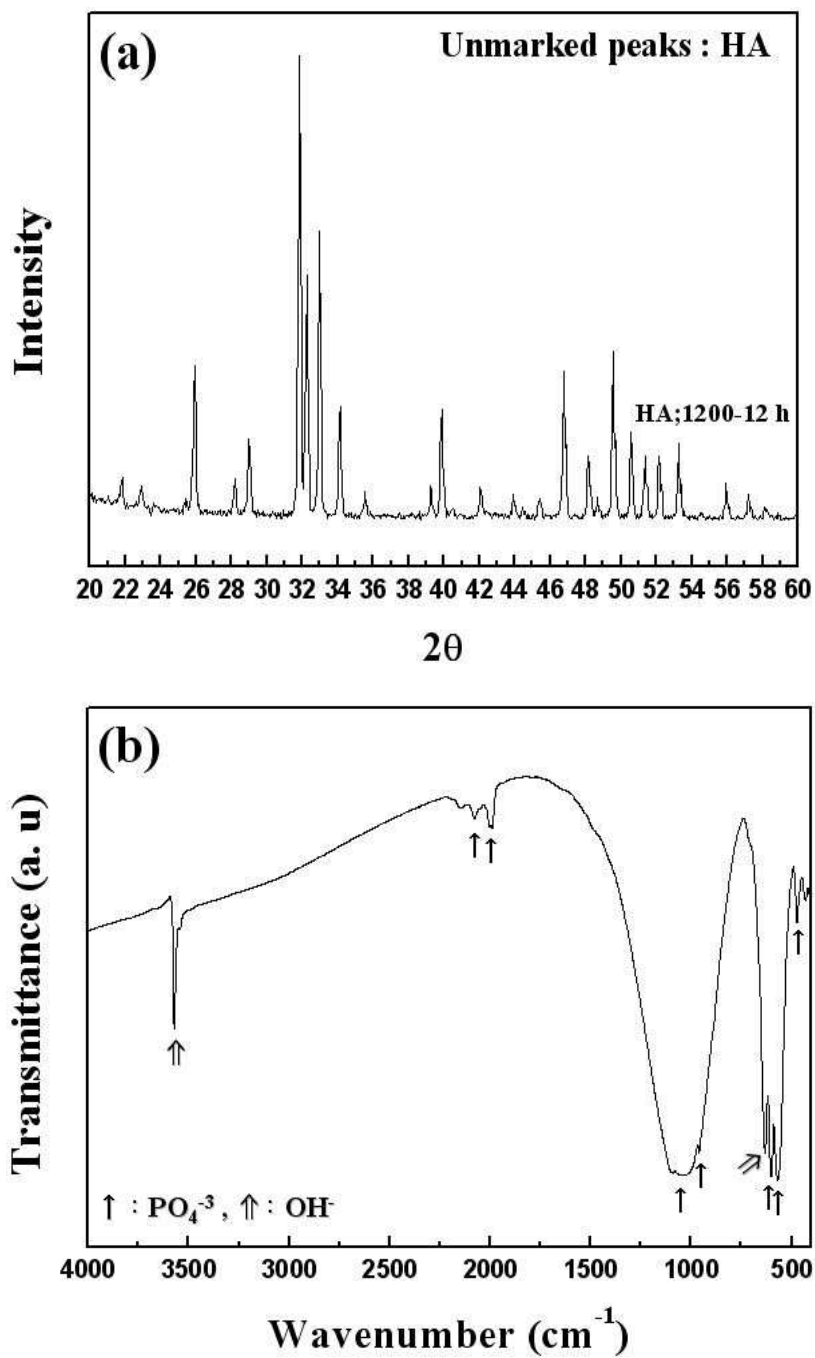 (a)
Unmarked peaks : HA
Intensity
HA;1200-12 h
20 22 24 26 28 30 32 34 36 38 40 42 44 46 48 50 52 54 56 58 60
2θ
(b)
Transmittance (a. u)
↑ : PO₄⁻³ , ⇑ : OH⁻
4000 3500 3000 2500 2000 1500 1000 500
Wavenumber (cm⁻¹)